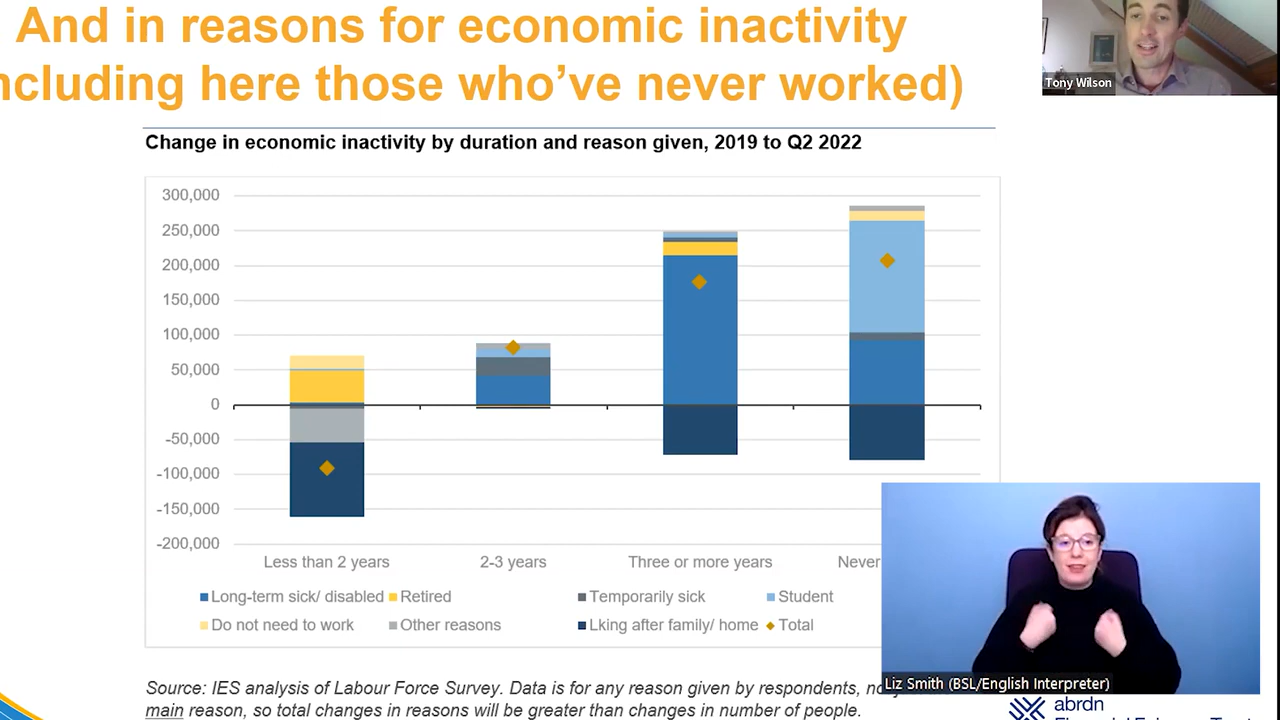 And in reasons for economic inactivity
ncluding here those who've never worked)
Tony Wilson
Change in economic inactivity by duration and reason given, 2019 to Q2 2022
300,000
250,000
200,000
150,000
100,000
50,000
0
-50,000
-100,000
-150,000
-200,000
Less than 2 years 2-3 years Three or more years Never
Long-term sick/ disabled Retired Temporarily sick Student
Do not need to work Other reasons Lking after family/ home Total
Source: IES analysis of Labour Force Survey. Data is for any reason given by respondents,
main reason, so total changes in reasons will be greater than changes in number of people.
Liz Smith (BSL/English Interpreter)
abrdn